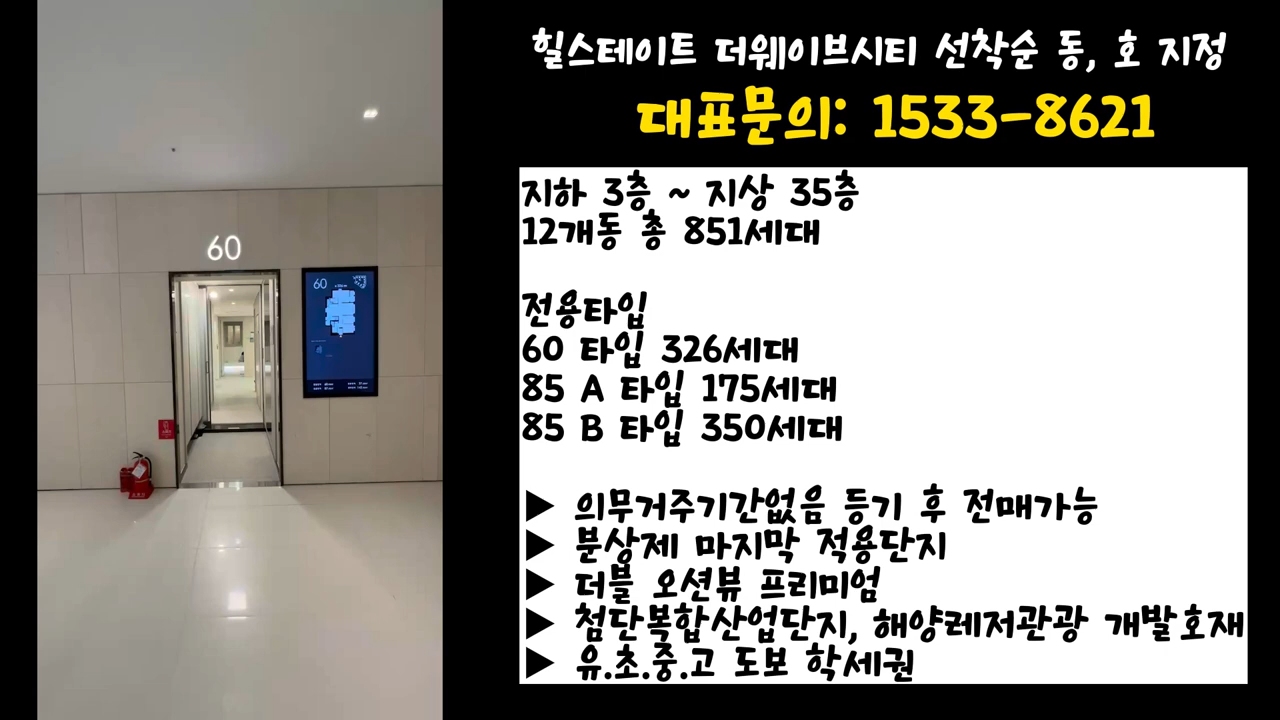 힐스테이트 더웨이브시티 선착순 동, 호 지정
대표문의: 1533-8621
지하 3층 ~ 지상 35층
12개동 총 851세대
전용타입
60 타입 326세대
85 A 타입 175세대
85 B 타입 350세대
▶ 의무거주기간없음 등기 후 전매가능
▶ 분상제 마지막 적용단지
▶ 더블 오션뷰 프리미엄
▶ 첨단복합산업단지, 해양레저관광 개발호재
▶ 유.초.중.고 도보 학세권
60
60